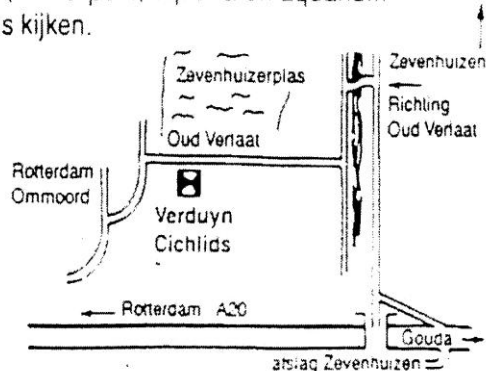 s kijken.
Zevenhuizen
Zevenhuizerplas
Richting
Oud Verlaat
Oud Verlaat
Rotterdam
Ommoord
Verduyn
Cichlids
Rotterdam A20
Gouda
afslag Zevenhuizen